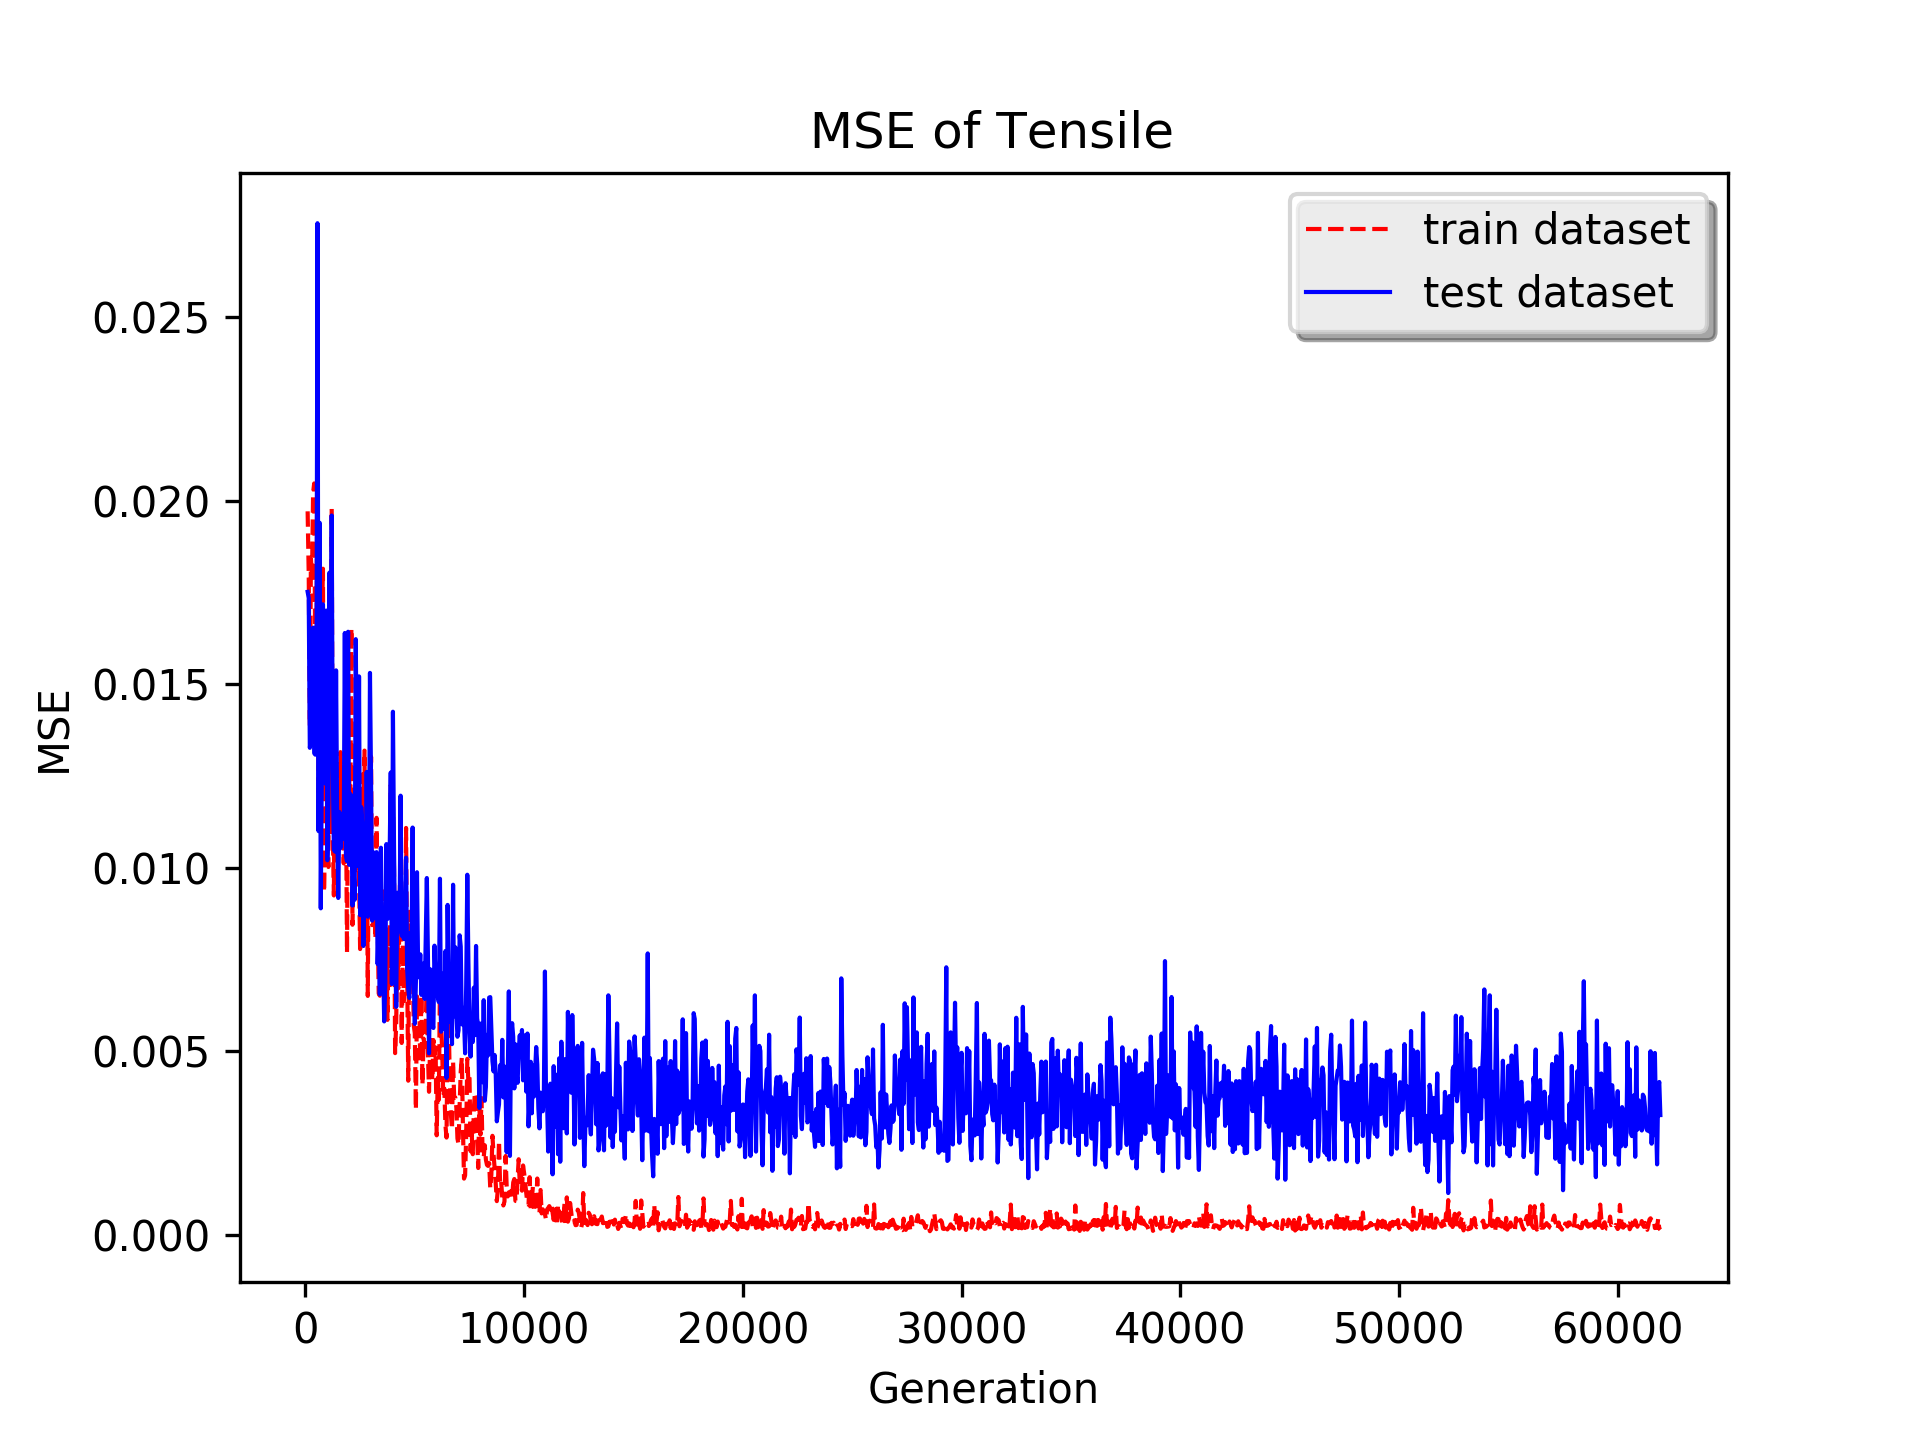 MSE of Tensile
train dataset
test dataset
MSE
0.025
0.020
0.015
0.010
0.005
0.000
0 10000 20000 30000 40000 50000 60000
Generation